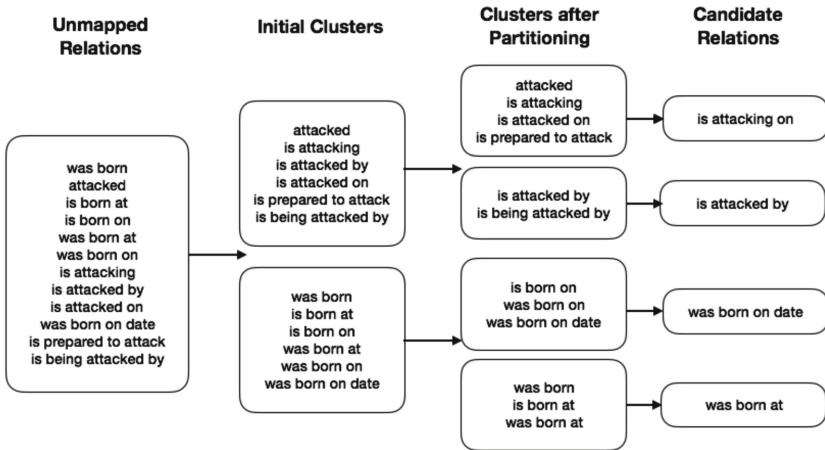 Unmapped
Relations
Initial Clusters
Clusters after
Partitioning
Candidate
Relations
was born
attacked
is born at
is born on
was born at
was born on
is attacking
is attacked by
is attacked on
was born on date
is prepared to attack
is being attacked by
attacked
is attacking
is attacked by
is attacked on
is prepared to attack
is being attacked by
was born
is born at
is born on
was born at
was born on
was born on date
attacked
is attacking
is attacked on
is prepared to attack
is attacked by
is being attacked by
is born on
was born on
was born on date
was born
is born at
was born at
is attacking on
is attacked by
was born on date
was born at